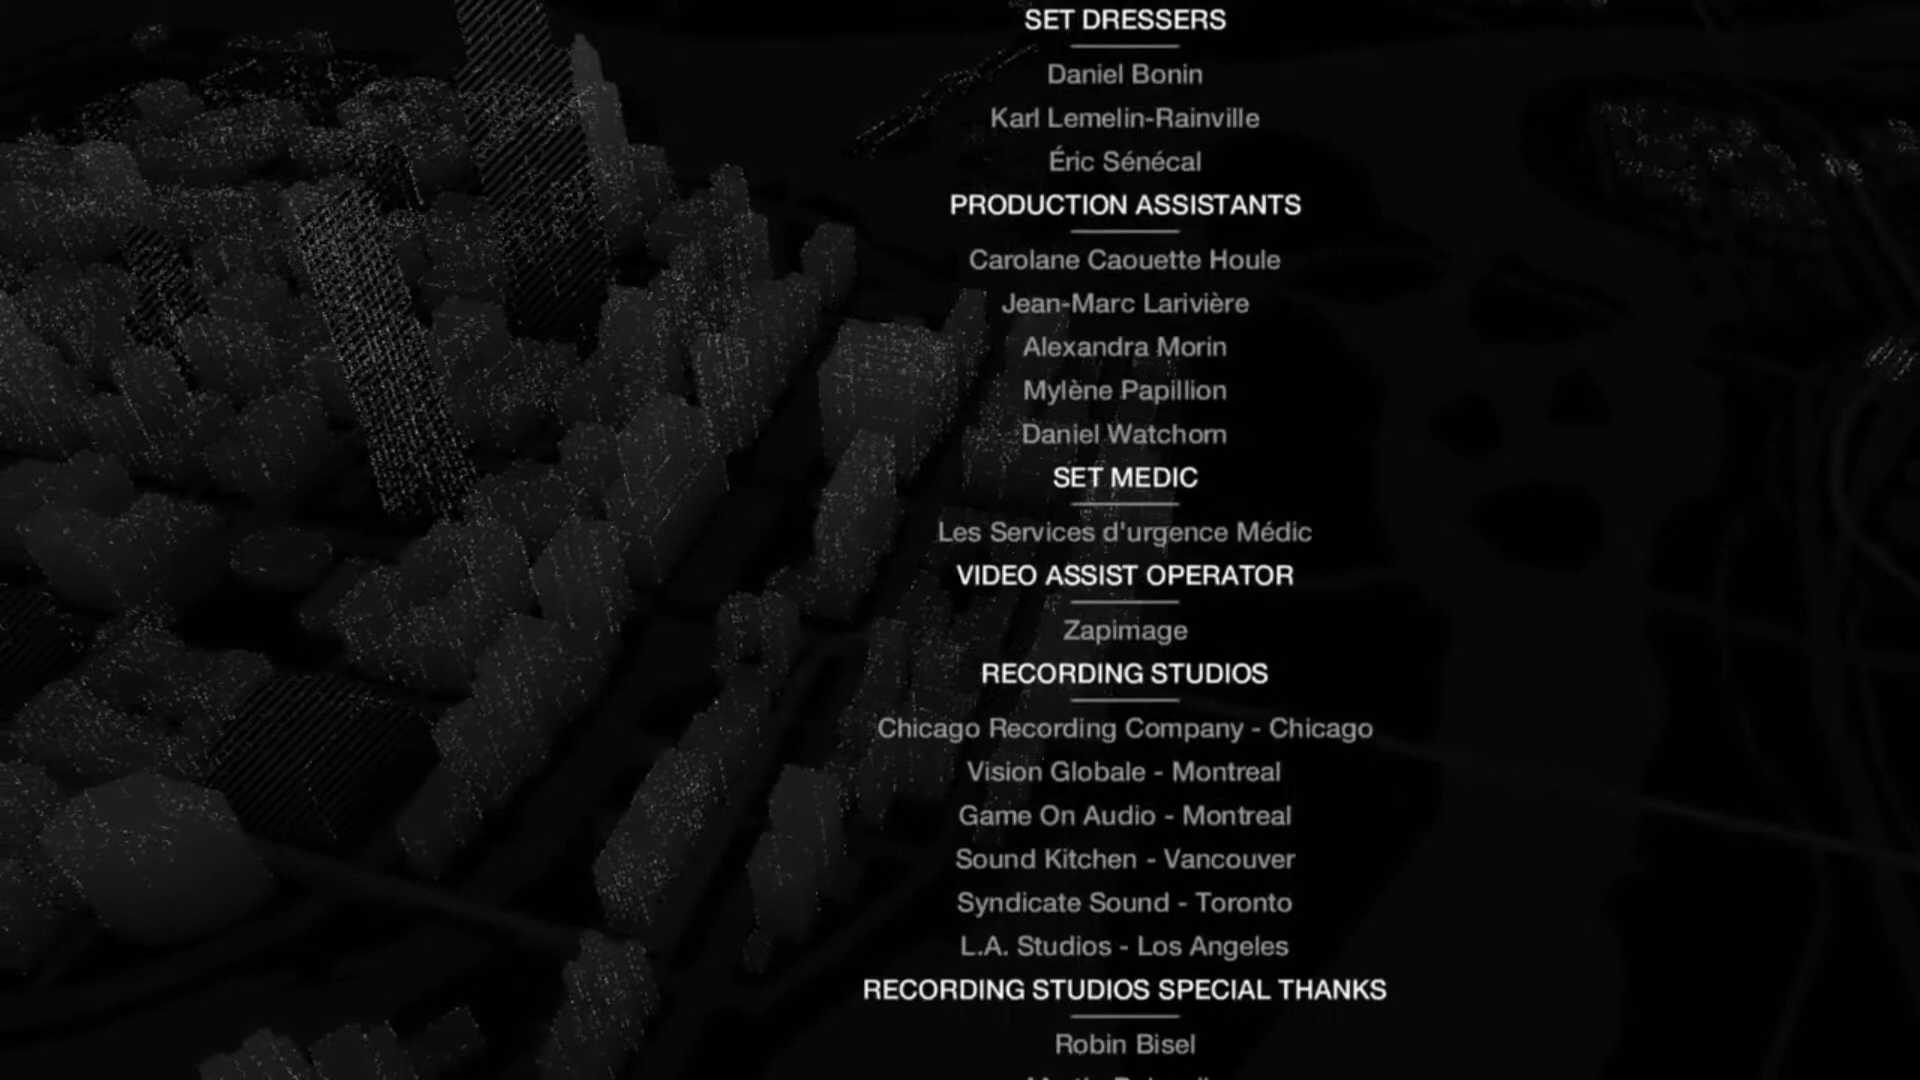 SET DRESSERS
Daniel Bonin
Karl Lemelin-Rainville
Éric Sénécal
PRODUCTION ASSISTANTS
Carolane Caouette Houle
Jean-Marc Larivière
Alexandra Morin
Mylène Papillion
Daniel Watchorn
SET MEDIC
Les Services d'urgence Médic
VIDEO ASSIST OPERATOR
Zapimage
RECORDING STUDIOS
Chicago Recording Company - Chicago
Vision Globale - Montreal
Game On Audio - Montreal
Sound Kitchen - Vancouver
Syndicate Sound - Toronto
L.A. Studios - Los Angeles
RECORDING STUDIOS SPECIAL THANKS
Robin Bisel